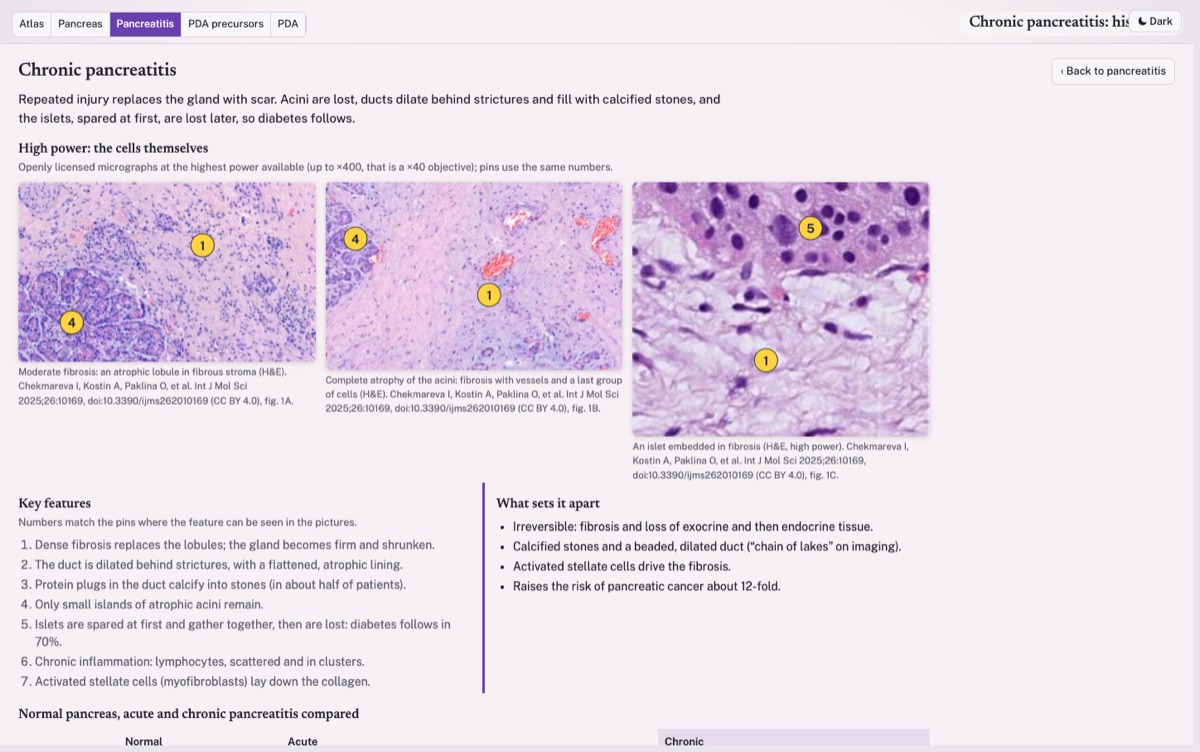 Atlas
Pancreas
Pancreatitis
PDA precursors
PDA
Chronic pancreatitis: his
Dark
Chronic pancreatitis
‹ Back to pancreatitis
Repeated injury replaces the gland with scar. Acini are lost, ducts dilate behind strictures and fill with calcified stones, and
the islets, spared at first, are lost later, so diabetes follows.
High power: the cells themselves
Openly licensed micrographs at the highest power available (up to ×400, that is a ×40 objective); pins use the same numbers.
1
4
4
1
5
1
Moderate fibrosis: an atrophic lobule in fibrous stroma (H&E).
Chekmareva I, Kostin A, Paklina O, et al. Int J Mol Sci
2025;26:10169, doi:10.3390/ijms262010169 (CC BY 4.0), fig. 1A.
Complete atrophy of the acini: fibrosis with vessels and a last group
of cells (H&E). Chekmareva I, Kostin A, Paklina O, et al. Int J Mol Sci
2025;26:10169, doi:10.3390/ijms262010169 (CC BY 4.0), fig. 1B.
An islet embedded in fibrosis (H&E, high power). Chekmareva I,
Kostin A, Paklina O, et al. Int J Mol Sci 2025;26:10169,
doi:10.3390/ijms262010169 (CC BY 4.0), fig. 1C.
Key features
Numbers match the pins where the feature can be seen in the pictures.
1. Dense fibrosis replaces the lobules; the gland becomes firm and shrunken.
2. The duct is dilated behind strictures, with a flattened, atrophic lining.
3. Protein plugs in the duct calcify into stones (in about half of patients).
4. Only small islands of atrophic acini remain.
5. Islets are spared at first and gather together, then are lost: diabetes follows in
70%.
6. Chronic inflammation: lymphocytes, scattered and in clusters.
7. Activated stellate cells (myofibroblasts) lay down the collagen.
What sets it apart
• Irreversible: fibrosis and loss of exocrine and then endocrine tissue.
• Calcified stones and a beaded, dilated duct (“chain of lakes” on imaging).
• Activated stellate cells drive the fibrosis.
• Raises the risk of pancreatic cancer about 12-fold.
Normal pancreas, acute and chronic pancreatitis compared
Normal
Acute
Chronic